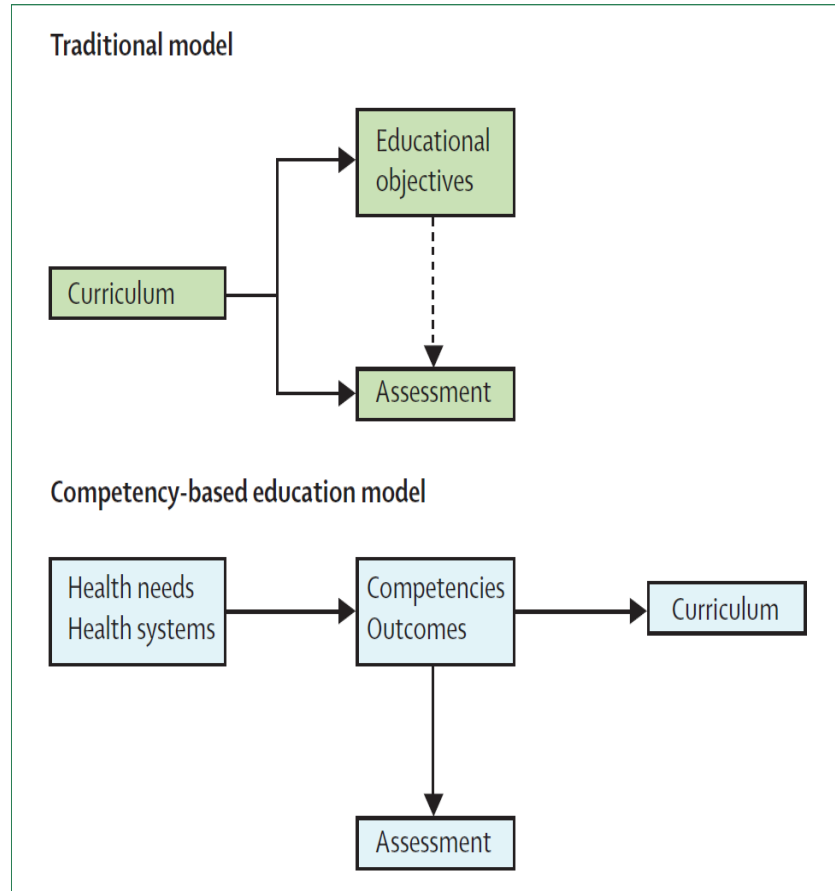 Traditional model
Educational
objectives
Curriculum
Assessment
Competency-based education model
Health needs
Health systems
Competencies
Outcomes
Curriculum
Assessment